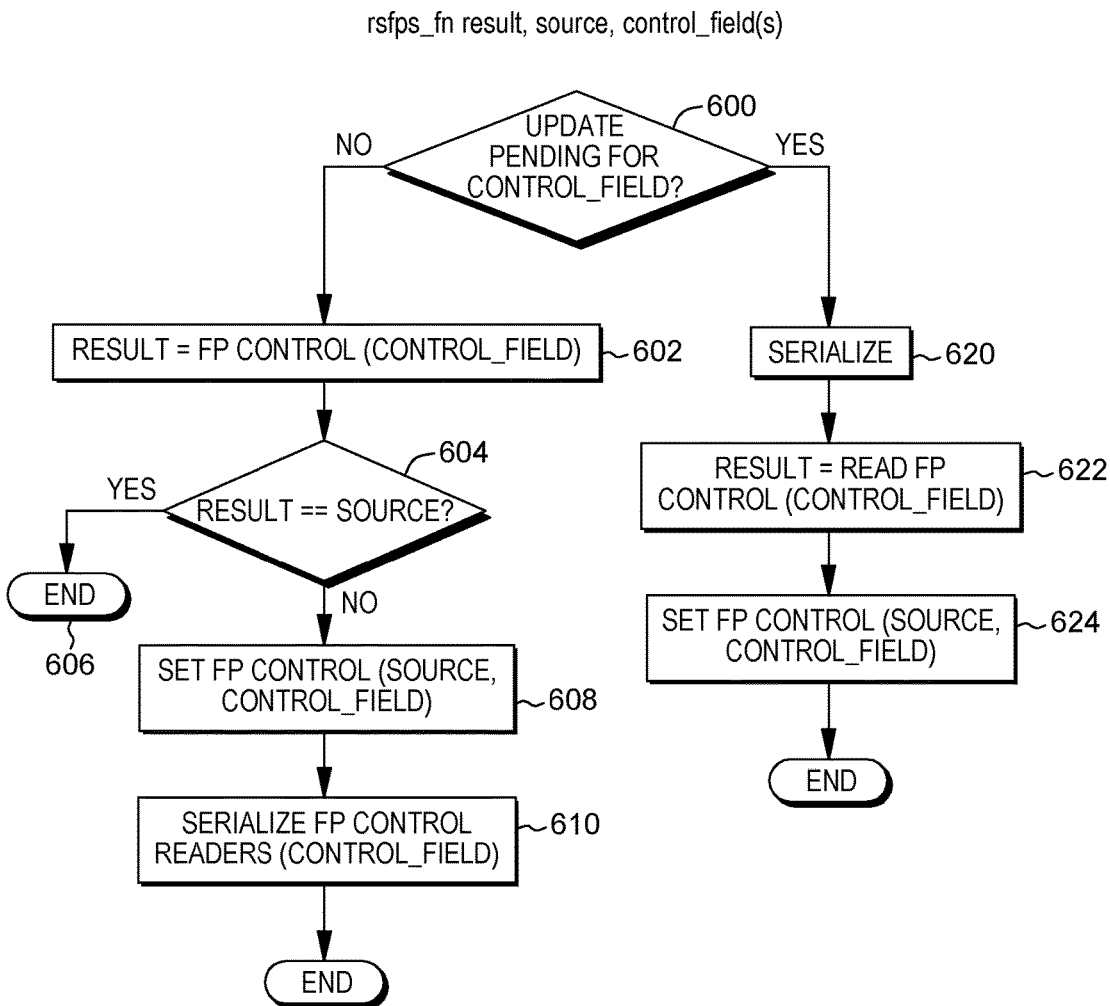 rsfps_fn result, source, control_field(s)
600
UPDATE
PENDING FOR
CONTROL_FIELD?
NO
YES
RESULT = FP CONTROL (CONTROL_FIELD)
602
SERIALIZE
620
604
RESULT == SOURCE?
YES
NO
END
606
RESULT = READ FP
CONTROL (CONTROL_FIELD)
622
SET FP CONTROL (SOURCE,
CONTROL_FIELD)
608
SET FP CONTROL (SOURCE,
CONTROL_FIELD)
624
SERIALIZE FP CONTROL
READERS (CONTROL_FIELD)
610
END
END